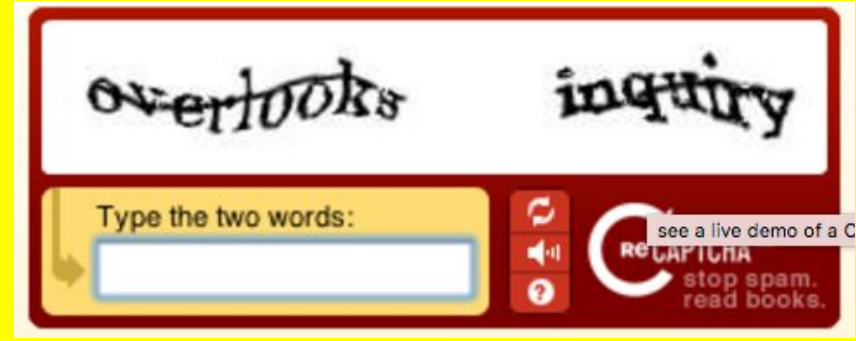 overlooks inquiry
Type the two words:
see a live demo of a C
ReCAPTCHA
stop spam.
read books.